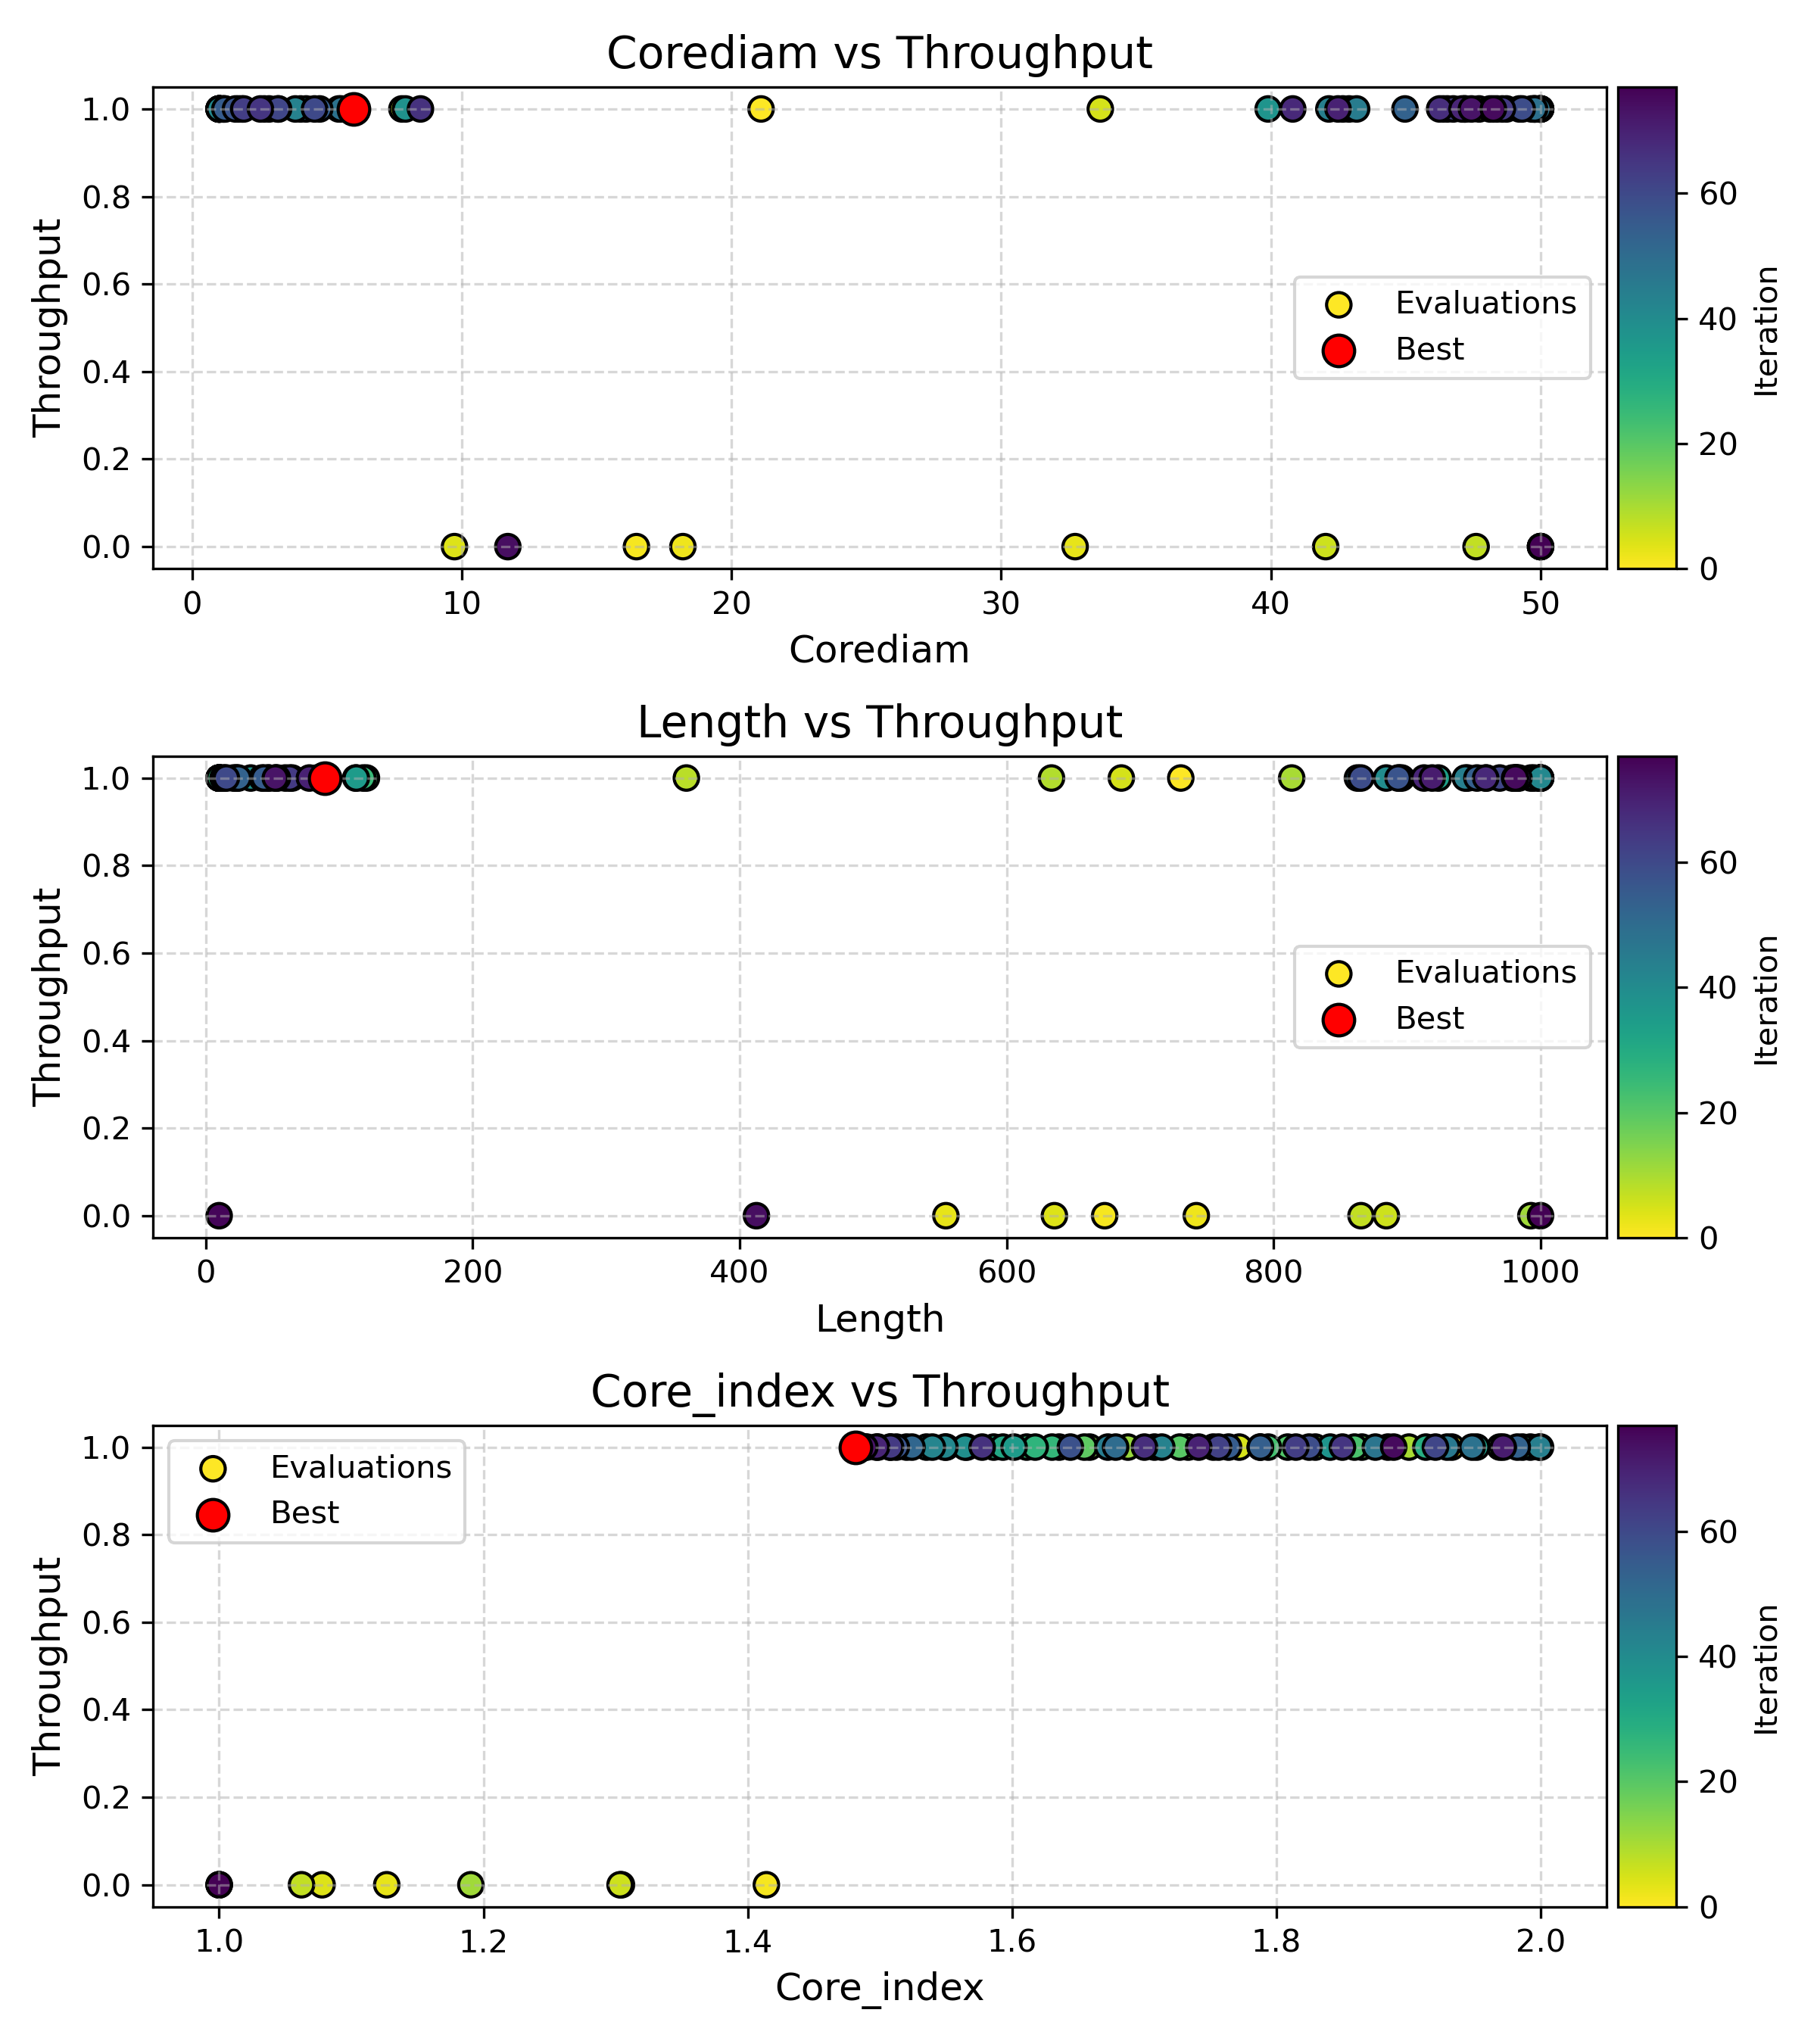 Corediam vs Throughput
Throughput
1.0
0.8
0.6
0.4
0.2
0.0
0 10 20 30 40 50
Corediam
Evaluations
Best
60
40
20
0
Iteration
Length vs Throughput
Throughput
1.0
0.8
0.6
0.4
0.2
0.0
0 200 400 600 800 1000
Length
Evaluations
Best
60
40
20
0
Iteration
Core_index vs Throughput
Throughput
1.0
0.8
0.6
0.4
0.2
0.0
1.0 1.2 1.4 1.6 1.8 2.0
Core_index
Evaluations
Best
60
40
20
0
Iteration